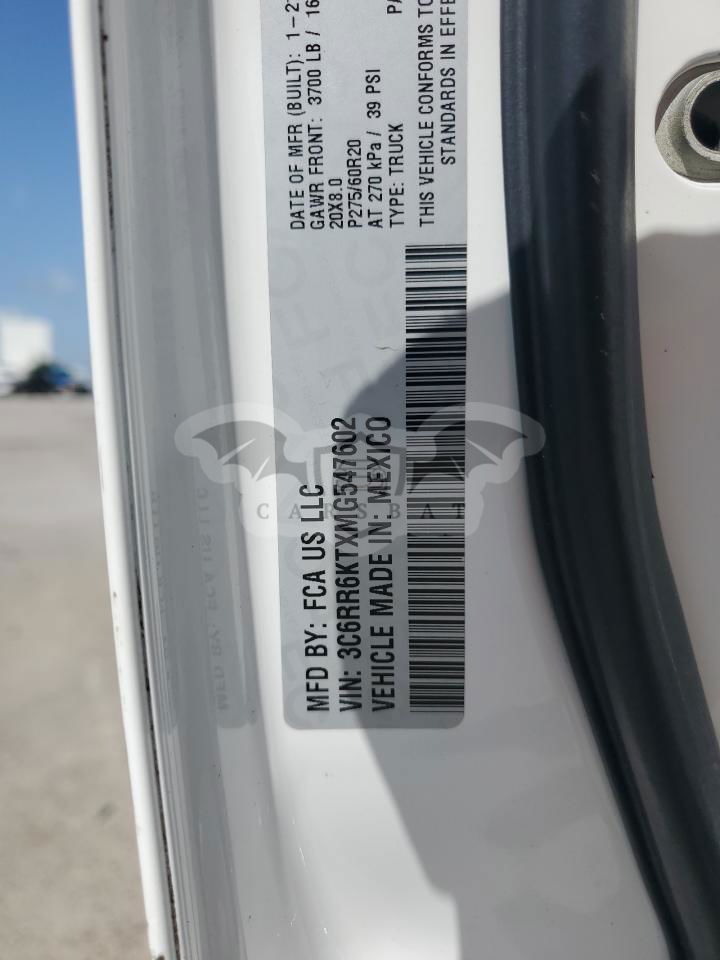 MFD BY: FCA US LLC
VIN: 3C6RR6KTXMG547602
VEHICLE MADE IN: MEXICO
DATE OF MFR (BUILT): 1-2
GAWR FRONT: 3700 LB / 16
20X8.0
P275/60R20
AT 270 kPa / 39 PSI
TYPE: TRUCK
THIS VEHICLE CONFORMS TO
STANDARDS IN EFFE
CARSBAT